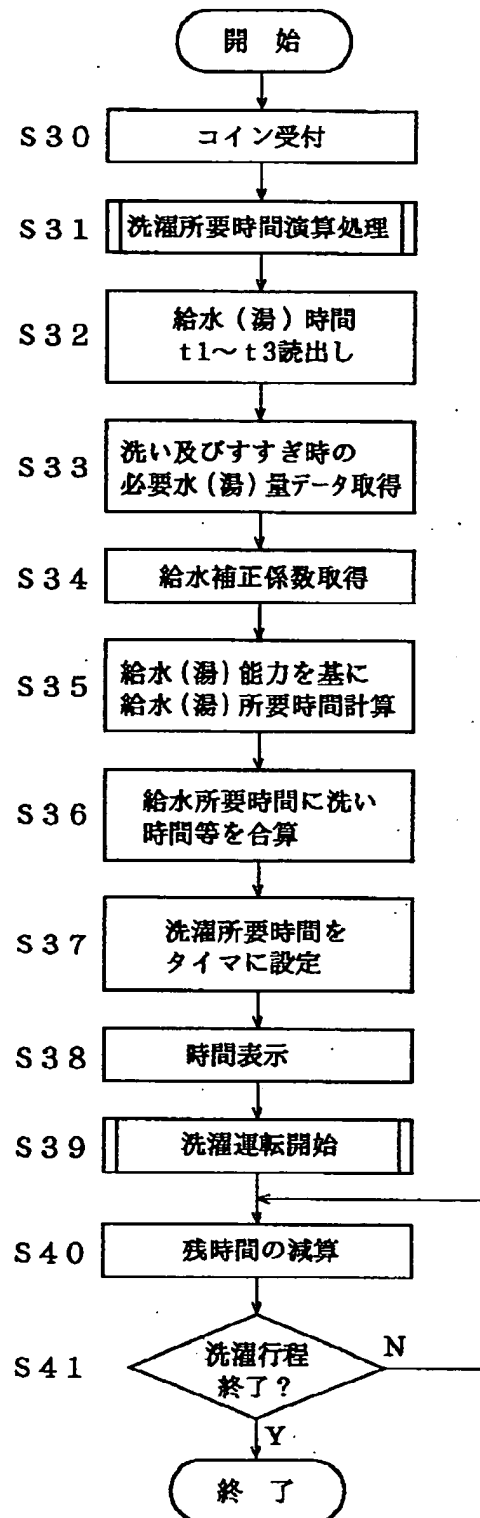 開 始
S30
コイン受付
S31
洗濯所要時間演算処理
S32
給水(湯)時間
t1～t3読出し
S33
洗い及びすすぎ時の
必要水(湯)量データ取得
S34
給水補正係数取得
S35
給水(湯)能力を基に
給水(湯)所要時間計算
S36
給水所要時間に洗い
時間等を合算
S37
洗濯所要時間を
タイマに設定
S38
時間表示
S39
洗濯運転開始
S40
残時間の減算
S41
洗濯行程
終了?
N
Y
終 了